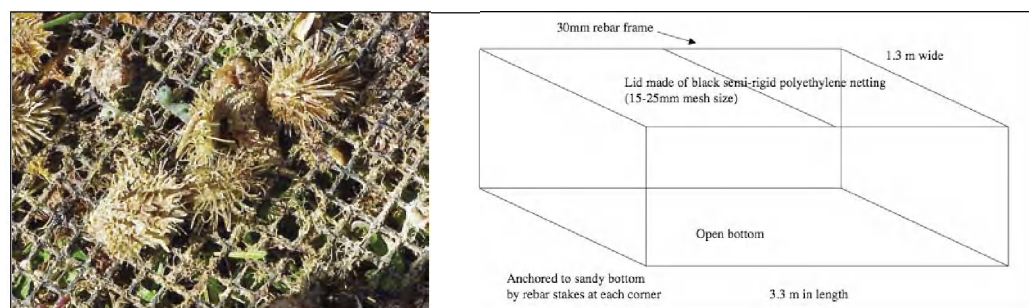 30mm rebar frame
1.3 m wide
Lid made of black semi-rigid polyethylene netting
(15-25mm mesh size)
Open bottom
Anchored to sandy bottom
by rebar stakes at each corner
3.3 m in length